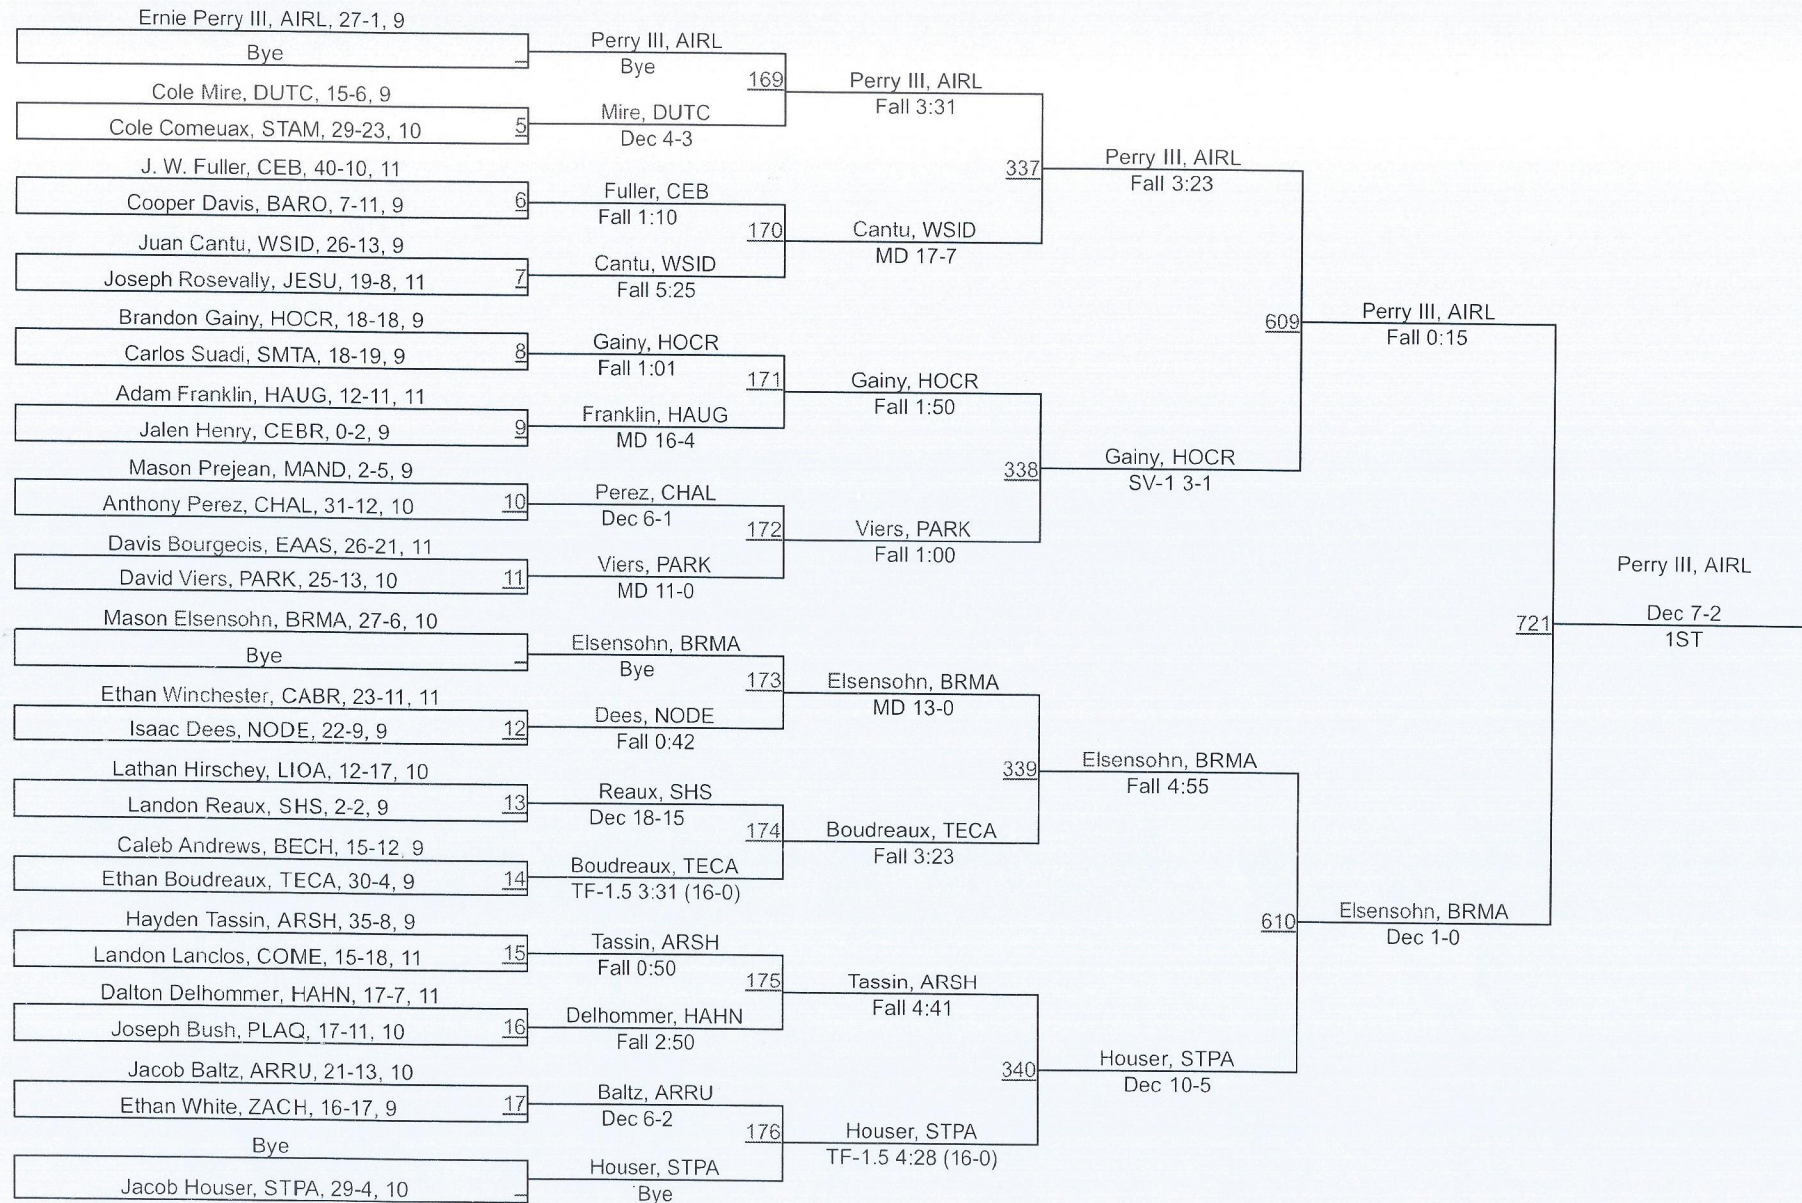 Ernie Perry III, AIRL, 27-1, 9
Bye
Cole Mire, DUTC, 15-6, 9
Cole Comeuax, STAM, 29-23, 10
5
J. W. Fuller, CEB, 40-10, 11
Cooper Davis, BARO, 7-11, 9
6
Juan Cantu, WSID, 26-13, 9
Joseph Rosevally, JESU, 19-8, 11
7
Brandon Gainy, HOCR, 18-18, 9
Carlos Suadi, SMTA, 18-19, 9
8
Adam Franklin, HAUG, 12-11, 11
Jalen Henry, CEBR, 0-2, 9
9
Mason Prejean, MAND, 2-5, 9
Anthony Perez, CHAL, 31-12, 10
10
Davis Bourgeois, EAAS, 26-21, 11
David Viers, PARK, 25-13, 10
11
Mason Elsensohn, BRMA, 27-6, 10
Bye
Ethan Winchester, CABR, 23-11, 11
Isaac Dees, NODE, 22-9, 9
12
Lathan Hirschey, LIOA, 12-17, 10
Landon Reaux, SHS, 2-2, 9
13
Caleb Andrews, BECH, 15-12, 9
Ethan Boudreaux, TECA, 30-4, 9
14
Hayden Tassin, ARSH, 35-8, 9
Landon Lanclos, COME, 15-18, 11
15
Dalton Delhommer, HAHN, 17-7, 11
Joseph Bush, PLAQ, 17-11, 10
16
Jacob Baltz, ARRU, 21-13, 10
Ethan White, ZACH, 16-17, 9
17
Bye
Jacob Houser, STPA, 29-4, 10
Perry III, AIRL
Bye
169
Mire, DUTC
Dec 4-3
Fuller, CEB
Fall 1:10
170
Cantu, WSID
Fall 5:25
Gainy, HOCR
Fall 1:01
171
Franklin, HAUG
MD 16-4
Perez, CHAL
Dec 6-1
172
Viers, PARK
MD 11-0
Elsensohn, BRMA
Bye
173
Dees, NODE
Fall 0:42
Reaux, SHS
Dec 18-15
174
Boudreaux, TECA
TF-1.5 3:31 (16-0)
Tassin, ARSH
Fall 0:50
175
Delhommer, HAHN
Fall 2:50
Baltz, ARRU
Dec 6-2
176
Houser, STPA
Bye
Perry III, AIRL
Fall 3:31
337
Cantu, WSID
MD 17-7
Gainy, HOCR
Fall 1:50
338
Viers, PARK
Fall 1:00
Elsensohn, BRMA
MD 13-0
339
Boudreaux, TECA
Fall 3:23
Tassin, ARSH
Fall 4:41
340
Houser, STPA
TF-1.5 4:28 (16-0)
Perry III, AIRL
Fall 3:23
609
Gainy, HOCR
SV-1 3-1
Elsensohn, BRMA
Fall 4:55
610
Houser, STPA
Dec 10-5
Perry III, AIRL
Fall 0:15
721
Elsensohn, BRMA
Dec 1-0
Perry III, AIRL
Dec 7-2
1ST